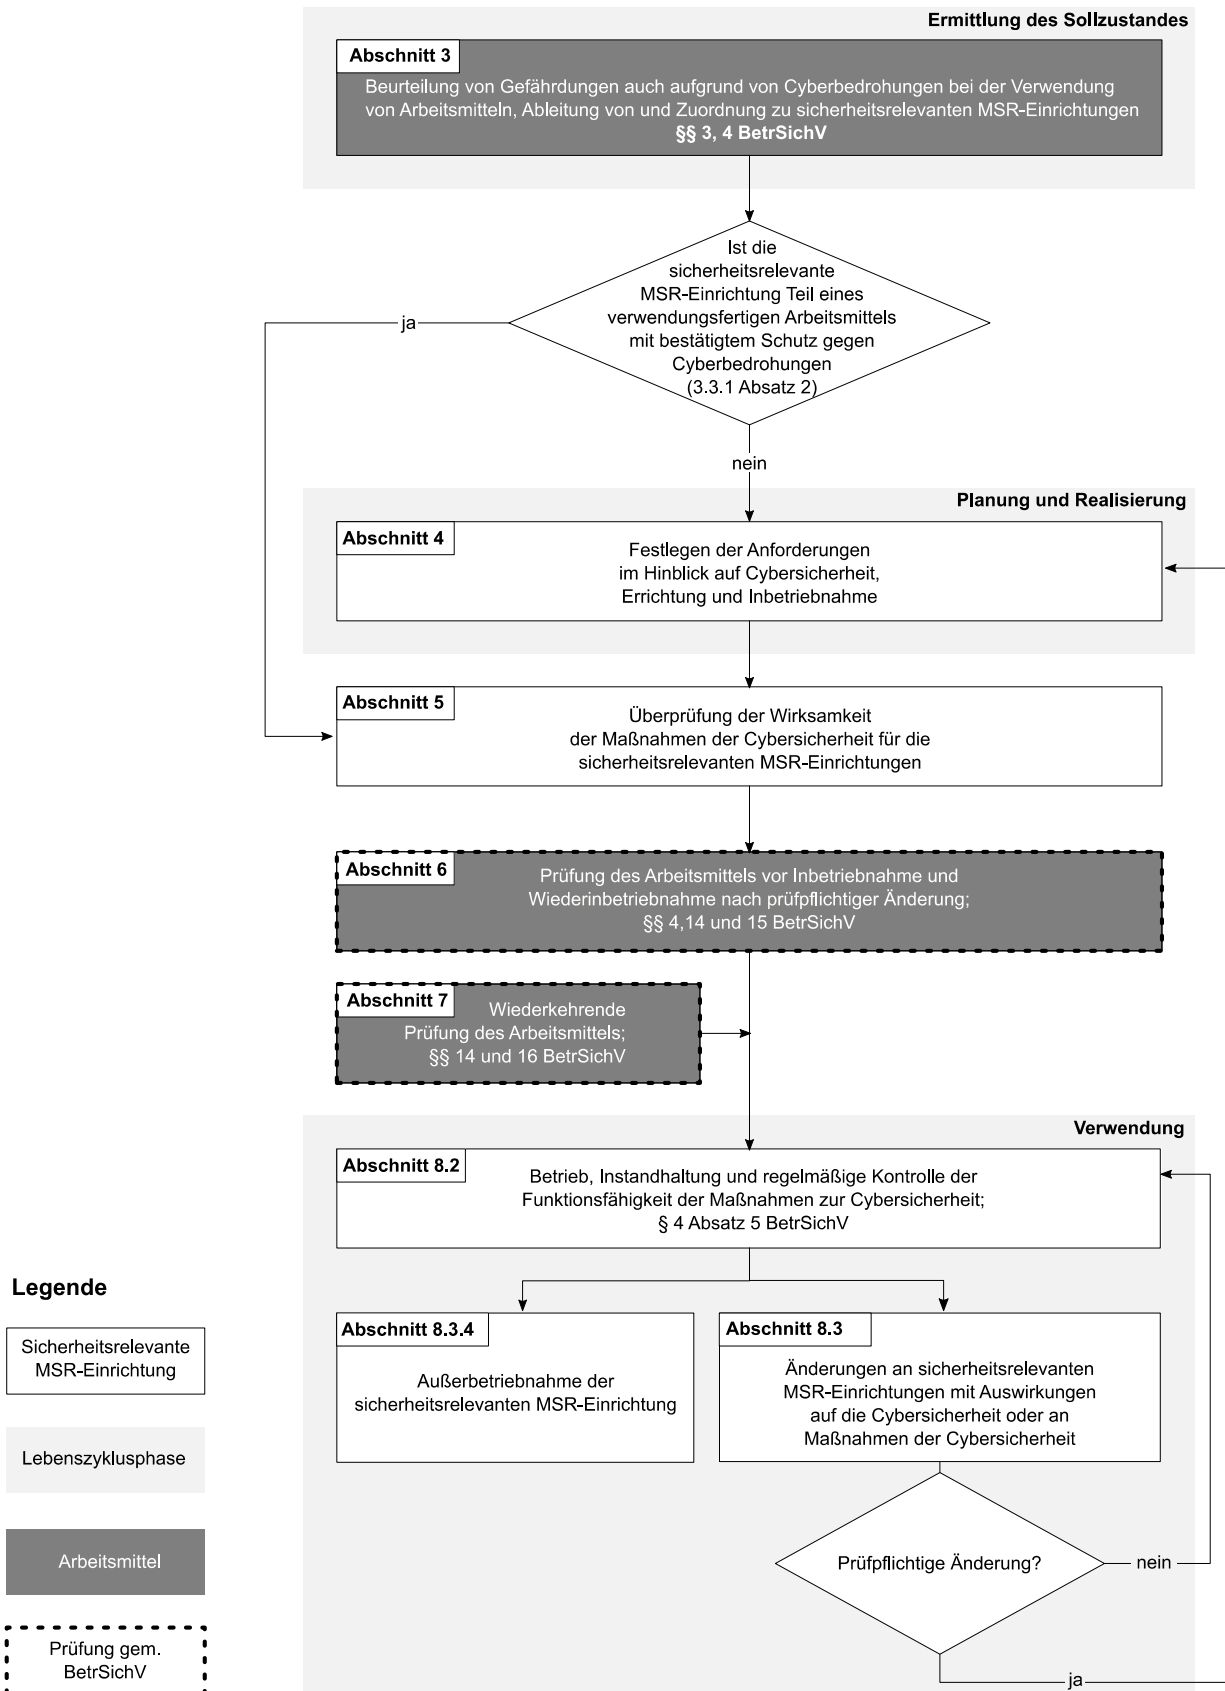 Ermittlung des Sollzustandes
Abschnitt 3
Beurteilung von Gefährdungen auch aufgrund von Cyberbedrohungen bei der Verwendung
von Arbeitsmitteln, Ableitung von und Zuordnung zu sicherheitsrelevanten MSR-Einrichtungen
§§ 3, 4 BetrSichV
Ist die
sicherheitsrelevante
MSR-Einrichtung Teil eines
verwendungsfertigen Arbeitsmittels
mit bestätigtem Schutz gegen
Cyberbedrohungen
(3.3.1 Absatz 2)
ja
nein
Planung und Realisierung
Abschnitt 4
Festlegen der Anforderungen
im Hinblick auf Cybersicherheit,
Errichtung und Inbetriebnahme
Abschnitt 5
Überprüfung der Wirksamkeit
der Maßnahmen der Cybersicherheit für die
sicherheitsrelevanten MSR-Einrichtungen
Abschnitt 6
Prüfung des Arbeitsmittels vor Inbetriebnahme und
Wiederinbetriebnahme nach prüfpflichtiger Änderung;
§§ 4,14 und 15 BetrSichV
Abschnitt 7
Wiederkehrende
Prüfung des Arbeitsmittels;
§§ 14 und 16 BetrSichV
Verwendung
Abschnitt 8.2
Betrieb, Instandhaltung und regelmäßige Kontrolle der
Funktionsfähigkeit der Maßnahmen zur Cybersicherheit;
§ 4 Absatz 5 BetrSichV
Abschnitt 8.3.4
Außerbetriebnahme der
sicherheitsrelevanten MSR-Einrichtung
Abschnitt 8.3
Änderungen an sicherheitsrelevanten
MSR-Einrichtungen mit Auswirkungen
auf die Cybersicherheit oder an
Maßnahmen der Cybersicherheit
Prüfpflichtige Änderung?
nein
ja
Legende
Sicherheitsrelevante
MSR-Einrichtung
Lebenszyklusphase
Arbeitsmittel
Prüfung gem.
BetrSichV